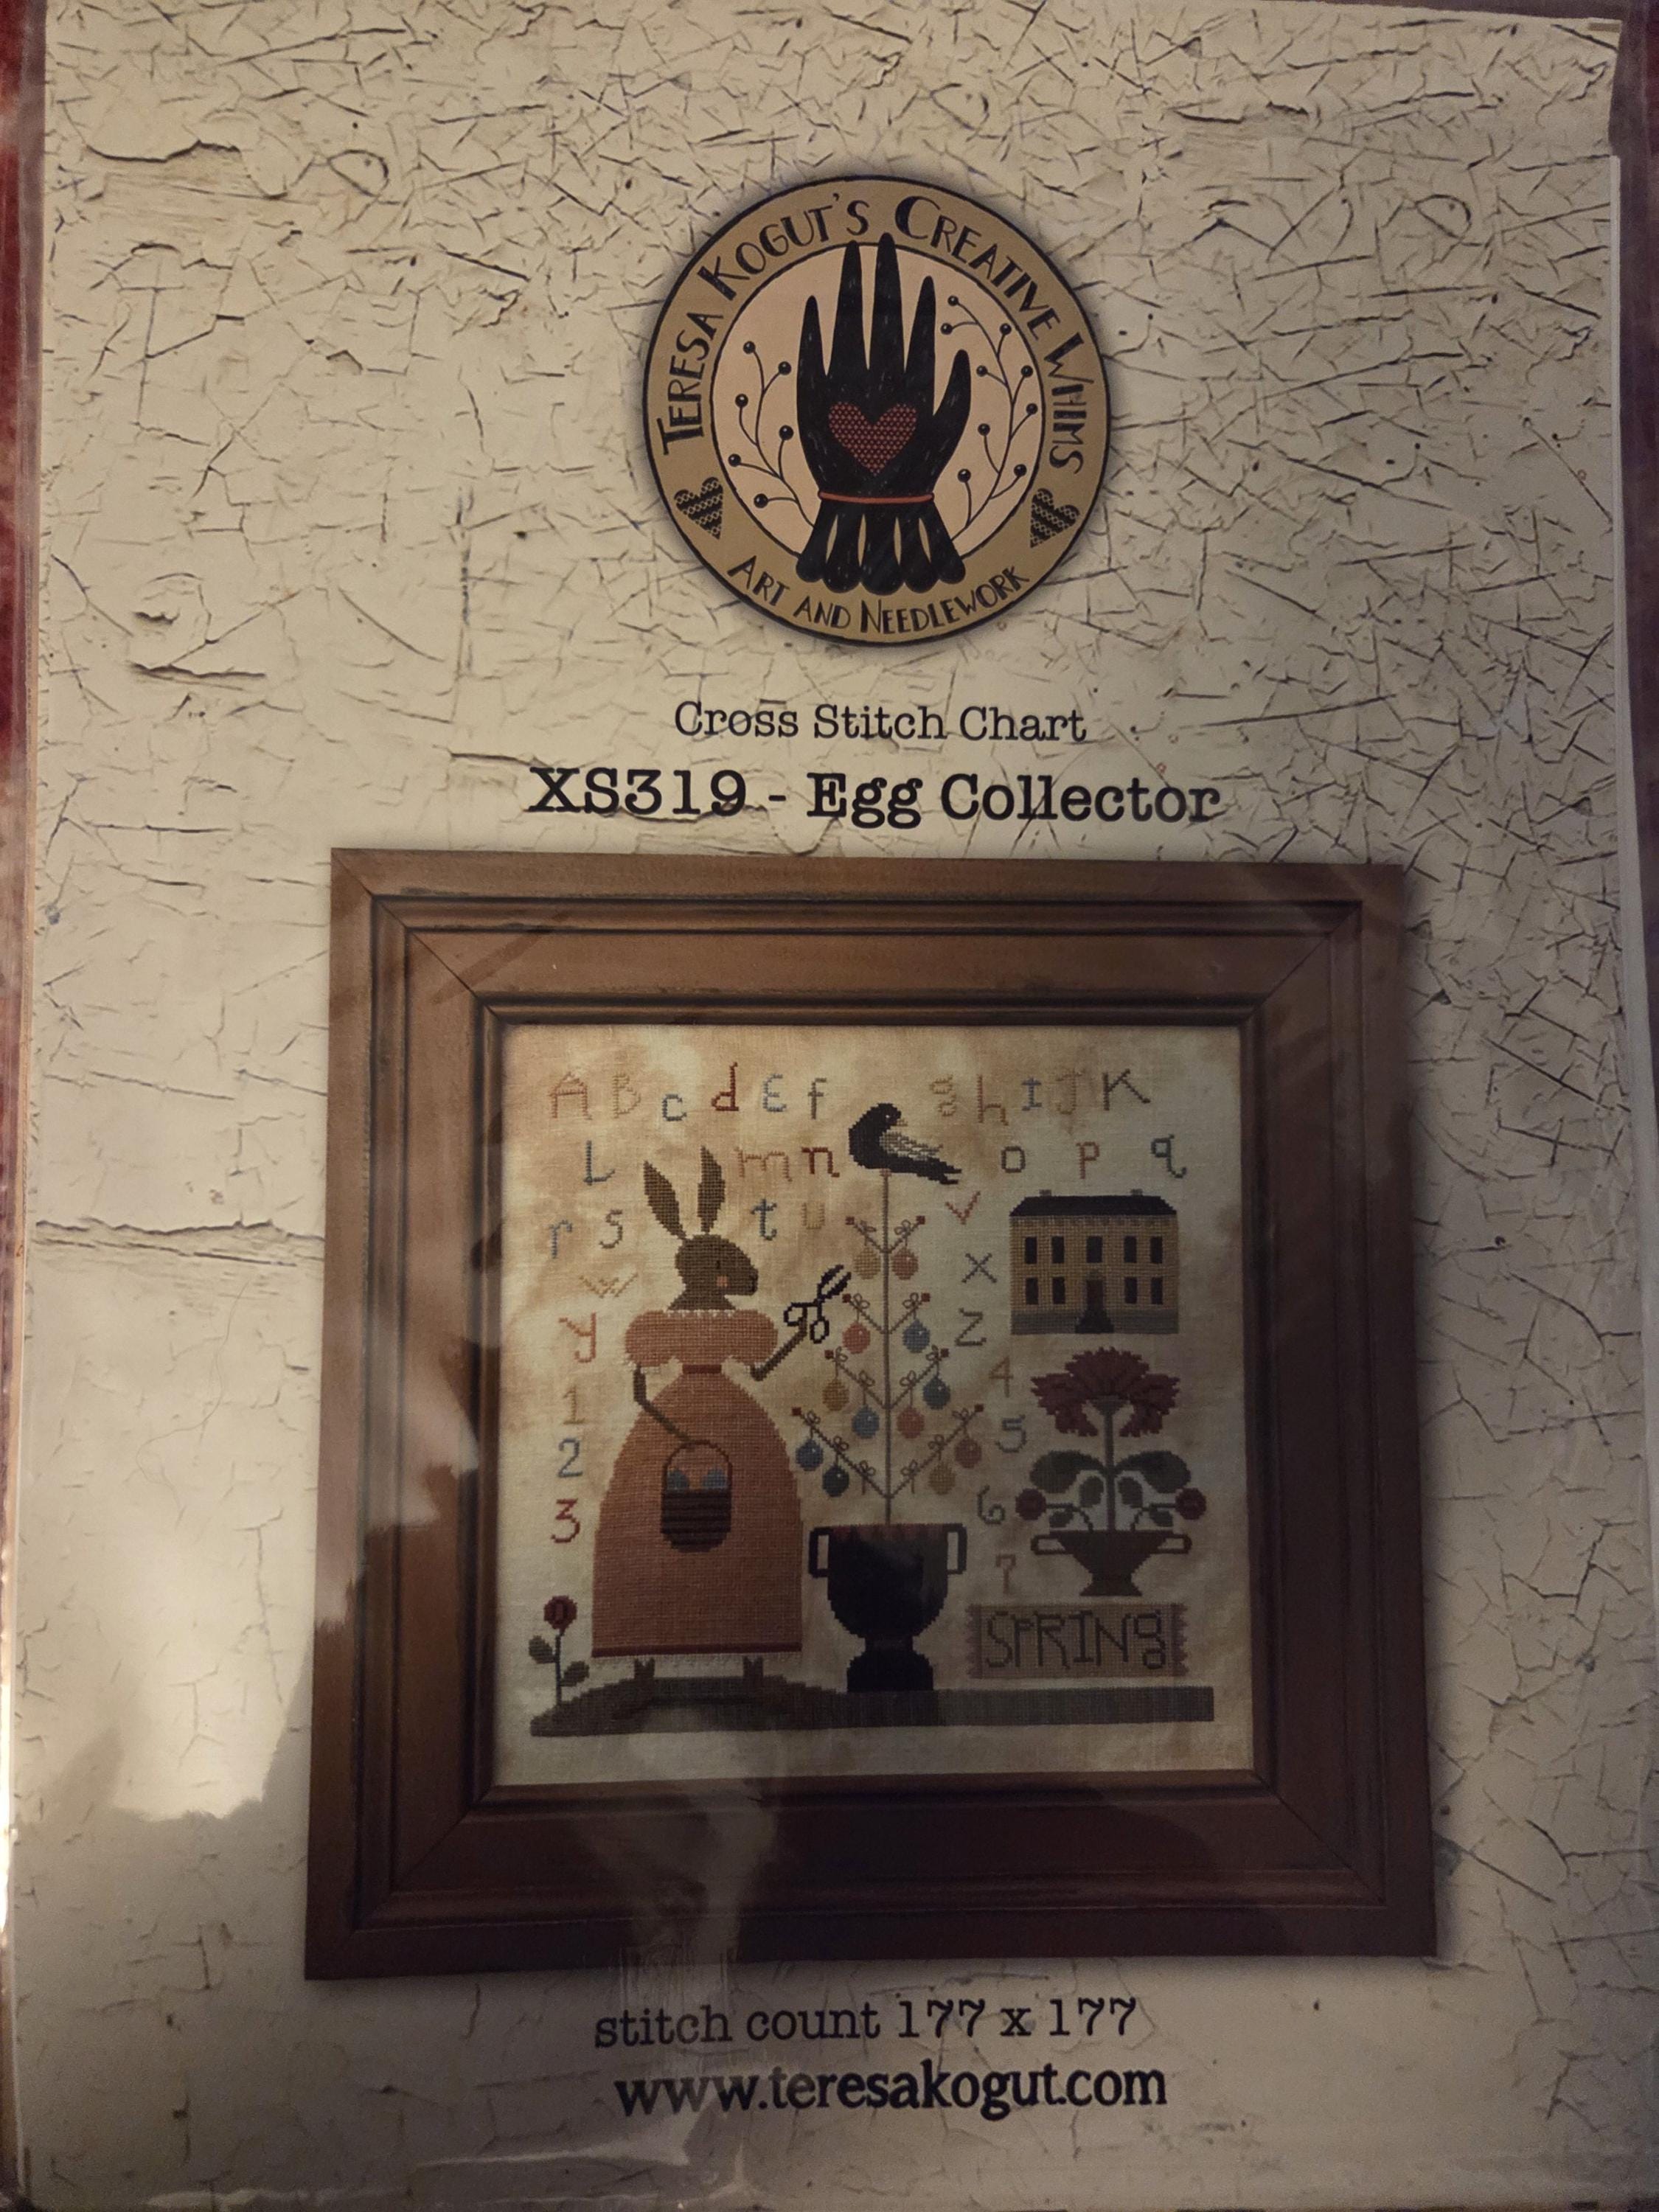 TERESA KOGUT'S CREATIVE WHIMS
ART AND NEEDLEWORK
Cross Stitch Chart
XS319 - Egg Collector
A B c d E f g h I J K
L m n o p q
r s t u v
w x
y z
1 4
2 5
3 6
7
SPRINg
stitch count 177 x 177
www.teresakogut.com